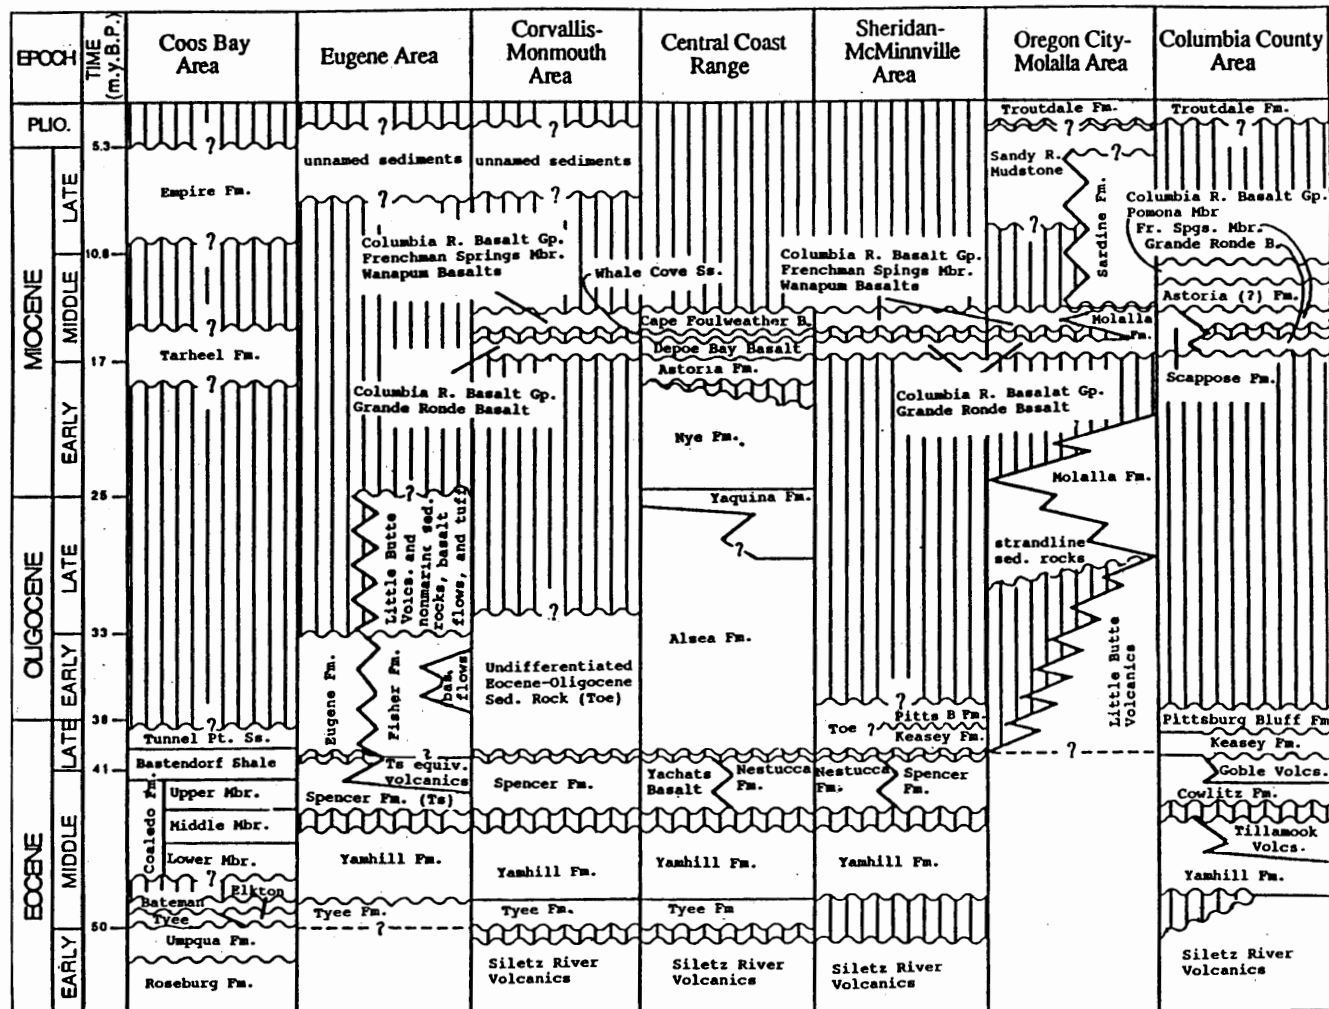 EPOCH
TIME
(m.y.B.P.)
Coos Bay
Area
Eugene Area
Corvallis-
Monmouth
Area
Central Coast
Range
Sheridan-
McMinnville
Area
Oregon City-
Molalla Area
Columbia County
Area
PLIO.
MIOCENE
LATE
MIDDLE
EARLY
OLIGOCENE
LATE
EARLY
EOCENE
LATE
MIDDLE
EARLY
5.3
10.8
17
25
33
38
41
50
?
Empire Fm.
?
?
Tarheel Fm.
?
?
Tunnel Pt. Ss.
Bastendorf Shale
Coaledo Fm.
Upper Mbr.
Middle Mbr.
Lower Mbr.
?
Elkton
Bateman
Tyee
Umpqua Fm.
Roseburg Fm.
?
unnamed sediments
?
Columbia R. Basalt Gp.
Frenchman Springs Mbr.
Wanapum Basalts
Columbia R. Basalt Gp.
Grande Ronde Basalt
?
Little Butte
Volcs. and
nonmarine sed.
rocks, basalt
flows, and tuff
Eugene Fm.
Fisher Fm.
bas.
flows
?
Ts equiv.
volcanics
Spencer Fm. (Ts)
Yamhill Fm.
Tyee Fm.
?
?
unnamed sediments
?
?
Undifferentiated
Eocene-Oligocene
Sed. Rock (Toe)
Spencer Fm.
Yamhill Fm.
Tyee Fm.
Siletz River
Volcanics
Whale Cove Ss.
Cape Foulweather B.
Depoe Bay Basalt
Astoria Fm.
Nye Fm.
Yaquina Fm.
?
Alsea Fm.
Yachats
Basalt
Nestucca
Fm.
Yamhill Fm.
Tyee Fm
Siletz River
Volcanics
Columbia R. Basalt Gp.
Frenchman Spings Mbr.
Wanapum Basalts
Columbia R. Basalat Gp.
Grande Ronde Basalt
?
Toe ?
Pitts B Fm.
Keasey Fm.
Nestucca
Fm.
Spencer
Fm.
Yamhill Fm.
Siletz River
Volcanics
Troutdale Fm.
?
Sandy R.
Mudstone
?
?
Sardine Fm.
Molalla
Fm.
?
Molalla Fm.
strandline
sed. rocks
?
Little Butte
Volcanics
?
Troutdale Fm.
?
Columbia R. Basalt Gp.
Pomona Mbr
Fr. Spgs. Mbr.
Grande Ronde B.
Astoria (?) Fm.
Scappose Fm.
Pittsburg Bluff Fm
Keasey Fm.
Goble Volcs.
Cowlitz Fm.
Tillamook
Volcs.
Yamhill Fm.
Siletz River
Volcanics